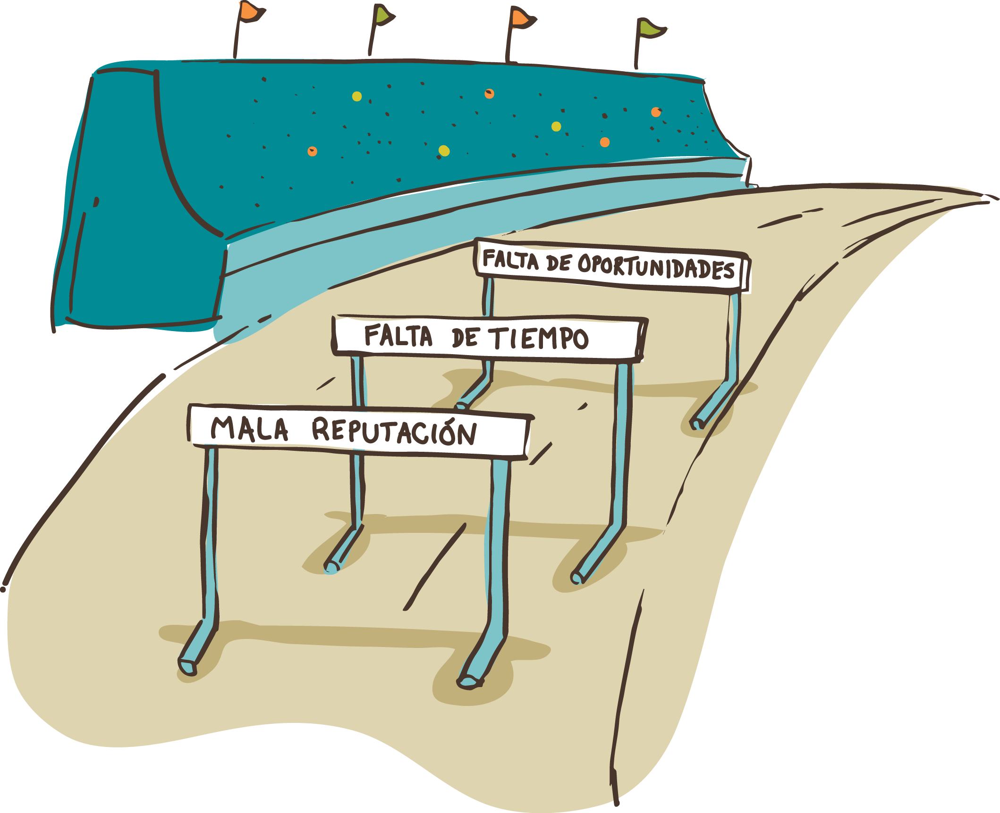 FALTA DE OPORTUNIDADES
FALTA DE TIEMPO
MALA REPUTACIÓN